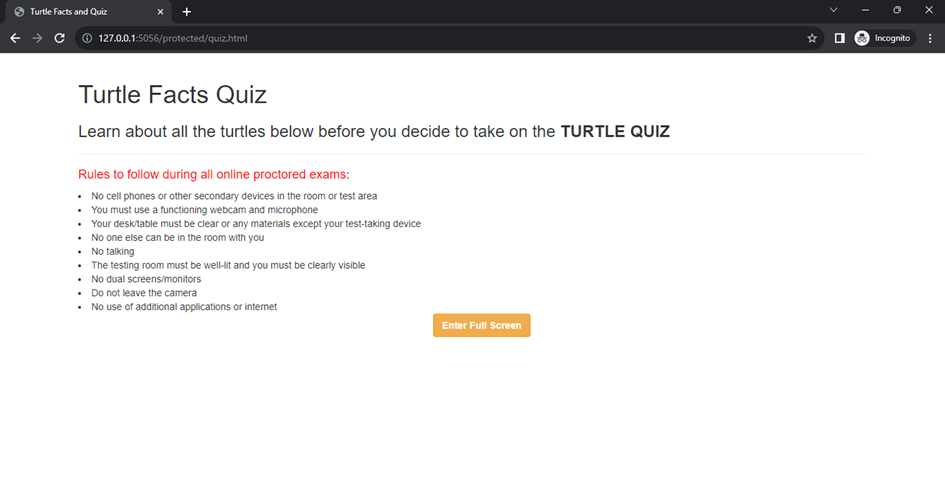 Turtle Facts and Quiz
127.0.0.1:5056/protected/quiz.html
Incognito
Turtle Facts Quiz
Learn about all the turtles below before you decide to take on the TURTLE QUIZ
Rules to follow during all online proctored exams:
No cell phones or other secondary devices in the room or test area
You must use a functioning webcam and microphone
Your desk/table must be clear or any materials except your test-taking device
No one else can be in the room with you
No talking
The testing room must be well-lit and you must be clearly visible
No dual screens/monitors
Do not leave the camera
No use of additional applications or internet
Enter Full Screen